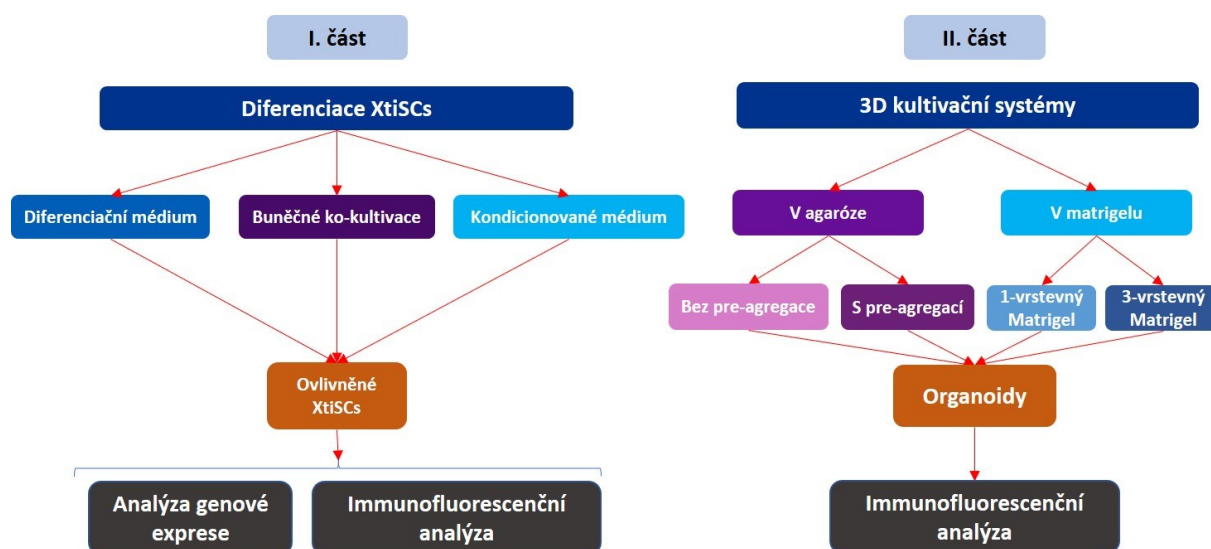 I. část
Diferenciace XtiSCs
Diferenciační médium
Buněčné ko-kultivace
Kondicionované médium
Ovlivněné
XtiSCs
Analýza genové
exprese
Immunofluorescenční
analýza
II. část
3D kultivační systémy
V agaróze
V matrigelu
Bez pre-agregace
S pre-agregací
1-vrstevný
Matrigel
3-vrstevný
Matrigel
Organoidy
Immunofluorescenční
analýza